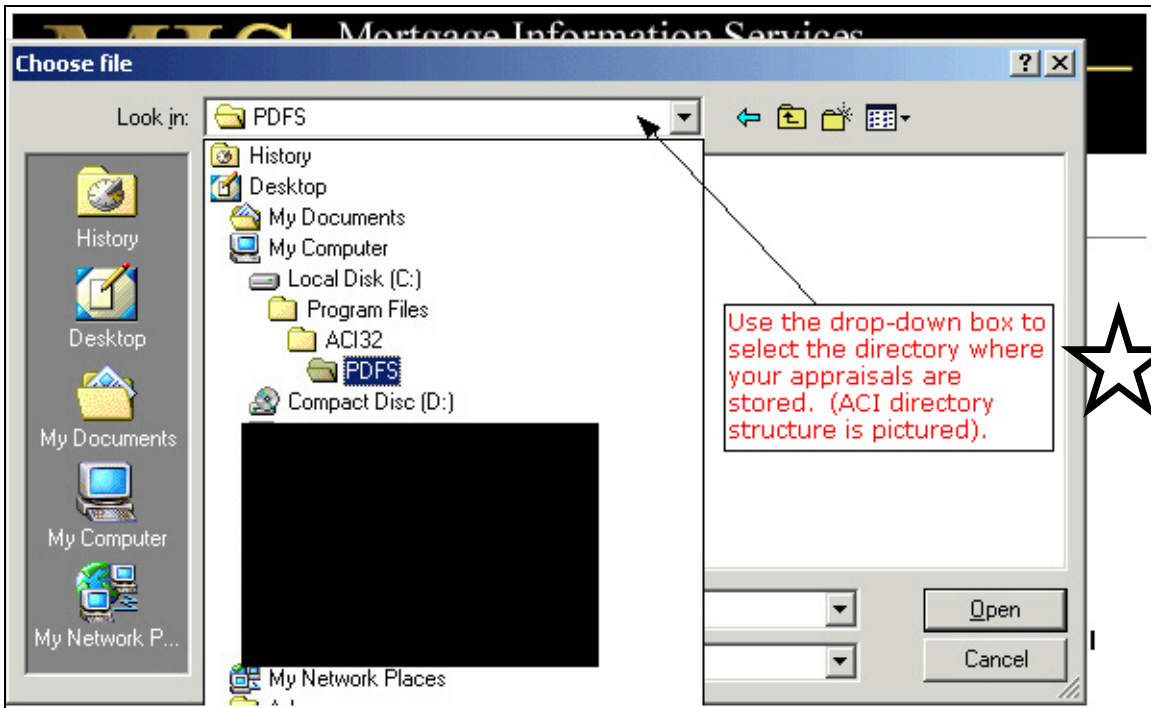 Mortgage Information Services
Choose file
Look in:
PDFS
History
Desktop
My Documents
My Computer
Local Disk (C:)
Program Files
ACI32
PDFS
Compact Disc (D:)
My Network Places
History
Desktop
My Documents
My Computer
My Network P...
Use the drop-down box to
select the directory where
your appraisals are
stored. (ACI directory
structure is pictured).
Open
Cancel